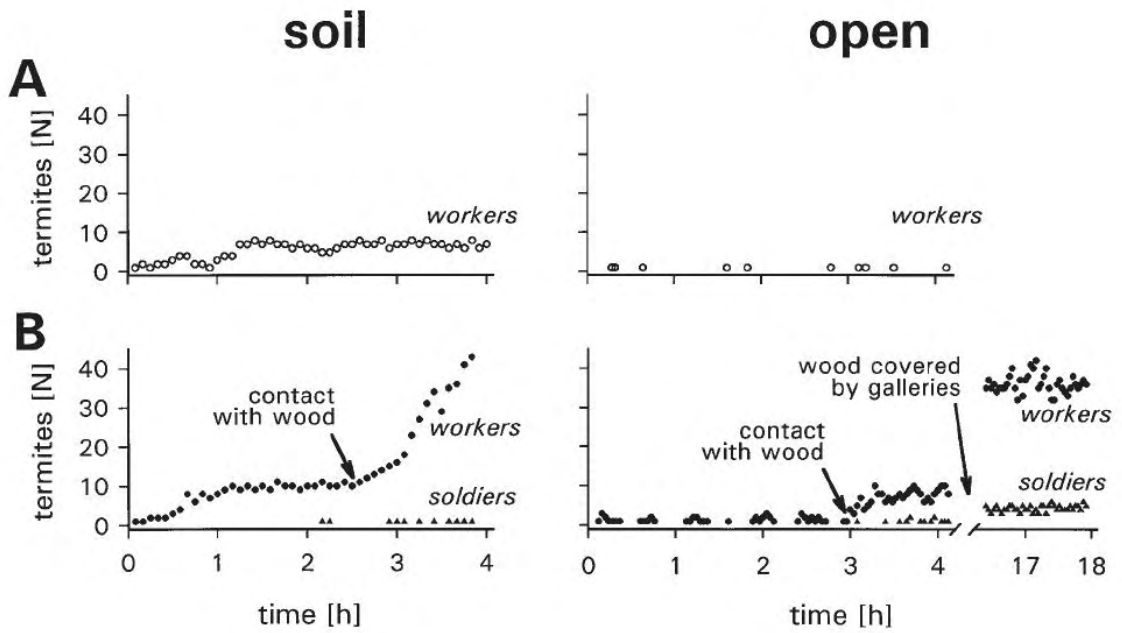 soil
open
A
termites [N]
40
30
20
10
0
workers
workers
B
termites [N]
40
30
20
10
0
contact
with wood
workers
soldiers
wood covered
by galleries
contact
with wood
workers
soldiers
0 1 2 3 4
time [h]
0 1 2 3 4 17 18
time [h]